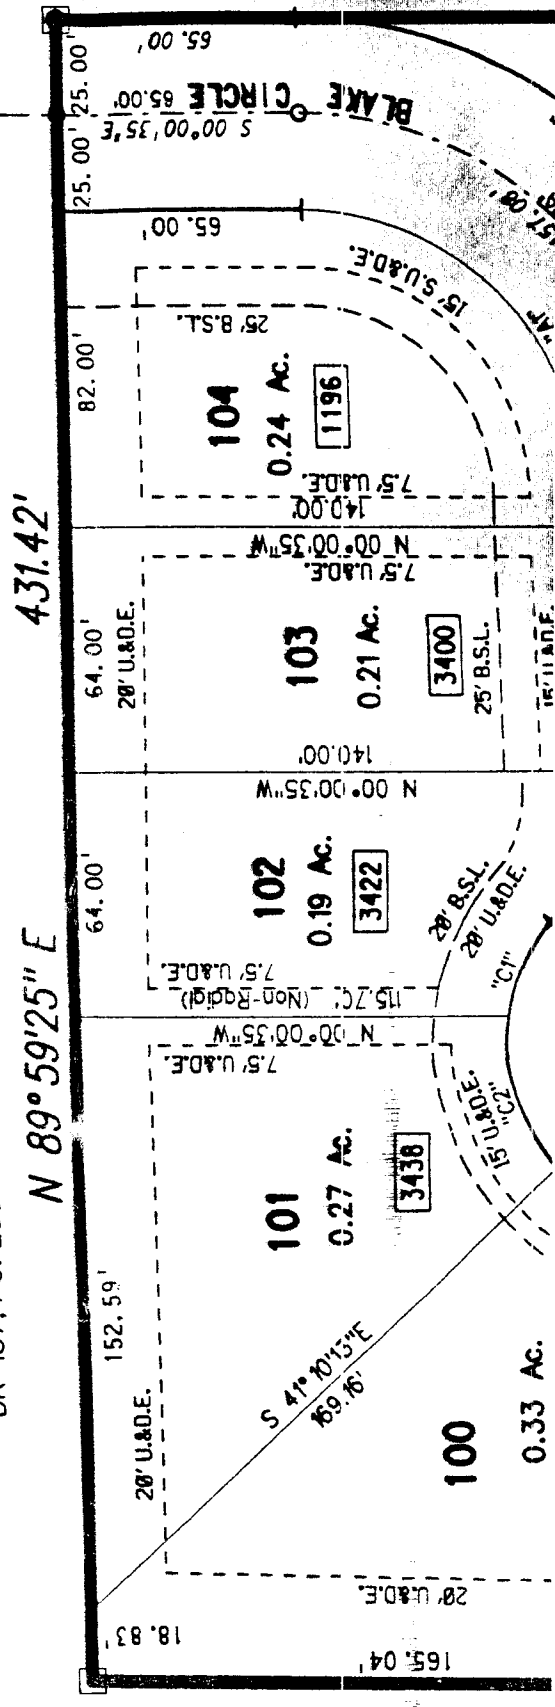 N 89°59'25" E 431.42'
18.83'
152.59'
64.00'
64.00'
82.00'
25.00'
25.00'
20' U.&D.E.
165.04'
20' U.&D.E.
100
0.33 Ac.
S 41°10'13"E
169.16'
101
0.27 Ac.
3438
15' U.&D.E.
"C2"
7.5' U.&D.E.
N 00°00'35"W
115.70' (Non-Radial)
7.5' U.&D.E.
102
0.19 Ac.
3422
20' B.S.L.
20' U.&D.E.
"C1"
N 00°00'35"W
140.00'
20' U.&D.E.
103
0.21 Ac.
3400
25' B.S.L.
15' U.&D.E.
7.5' U.&D.E.
N 00°00'35"W
140.00'
7.5' U.&D.E.
104
0.24 Ac.
1196
25' B.S.L.
15' S.U.&D.E.
65.00'
S 00°00'35"E
65.00'
BLAKE CIRCLE
65.00'
157.08'
"A1"